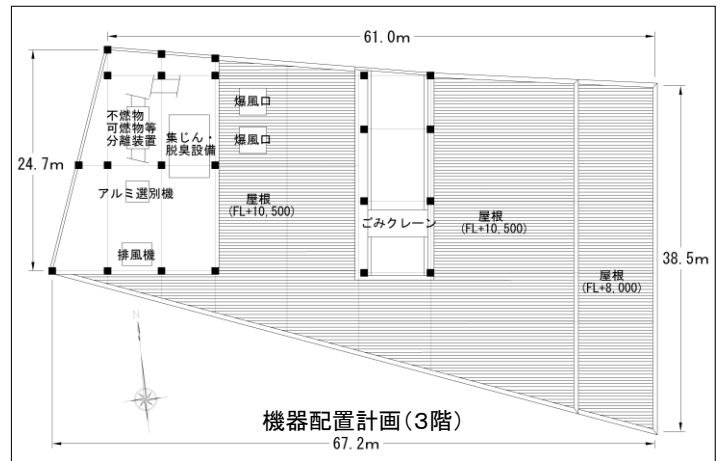 61.0m
24.7m
不燃物
可燃物等
分離装置
集じん・
脱臭設備
爆風口
爆風口
アルミ選別機
屋根
(FL+10,500)
ごみクレーン
屋根
(FL+10,500)
排風機
屋根
(FL+8,000)
38.5m
N
機器配置計画(3階)
67.2m